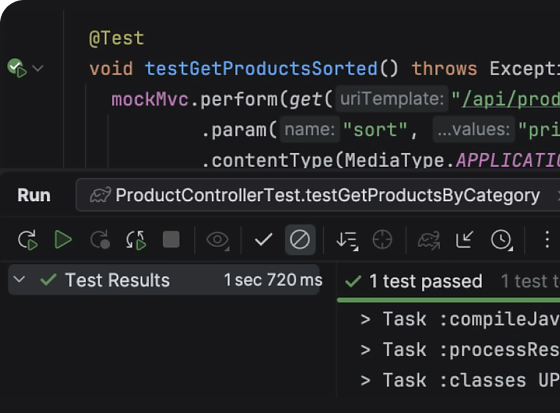 @Test
void testGetProductsSorted() throws Excepti
mockMvc.perform(get( uriTemplate: "/api/prod
.param( name: "sort", ...values: "pri
.contentType(MediaType.APPLICATIO
Run ProductControllerTest.testGetProductsByCategory
Test Results 1 sec 720 ms
1 test passed 1 test t
> Task :compileJav
> Task :processRes
> Task :classes UP